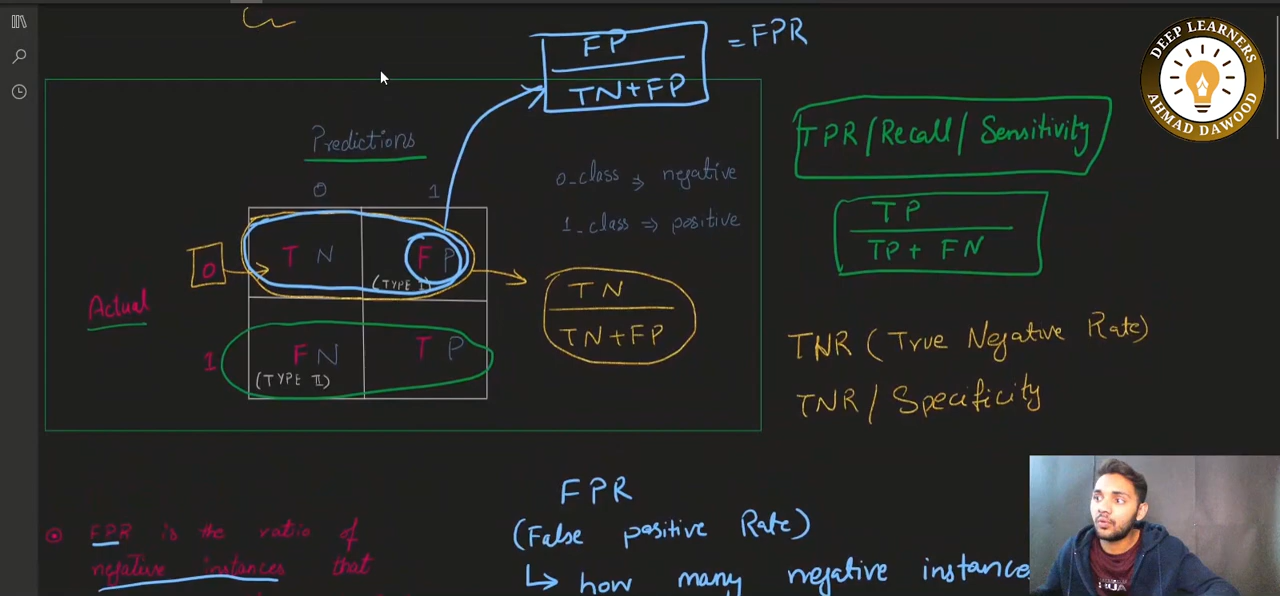 FP
TN+FP
= FPR
DEEP LEARNERS
AHMAD DAWOOD
Predictions
0 1
0_class ⇒ negative
1_class ⇒ positive
TPR/Recall/Sensitivity
TP
TP + FN
Actual
0
TN
FP
(TYPE I)
1
FN
(TYPE II)
TP
TN
TN+FP
TNR (True Negative Rate)
TNR / Specificity
FPR is the ratio of
negative instances that
FPR
(False positive Rate)
↳ how many negative instance